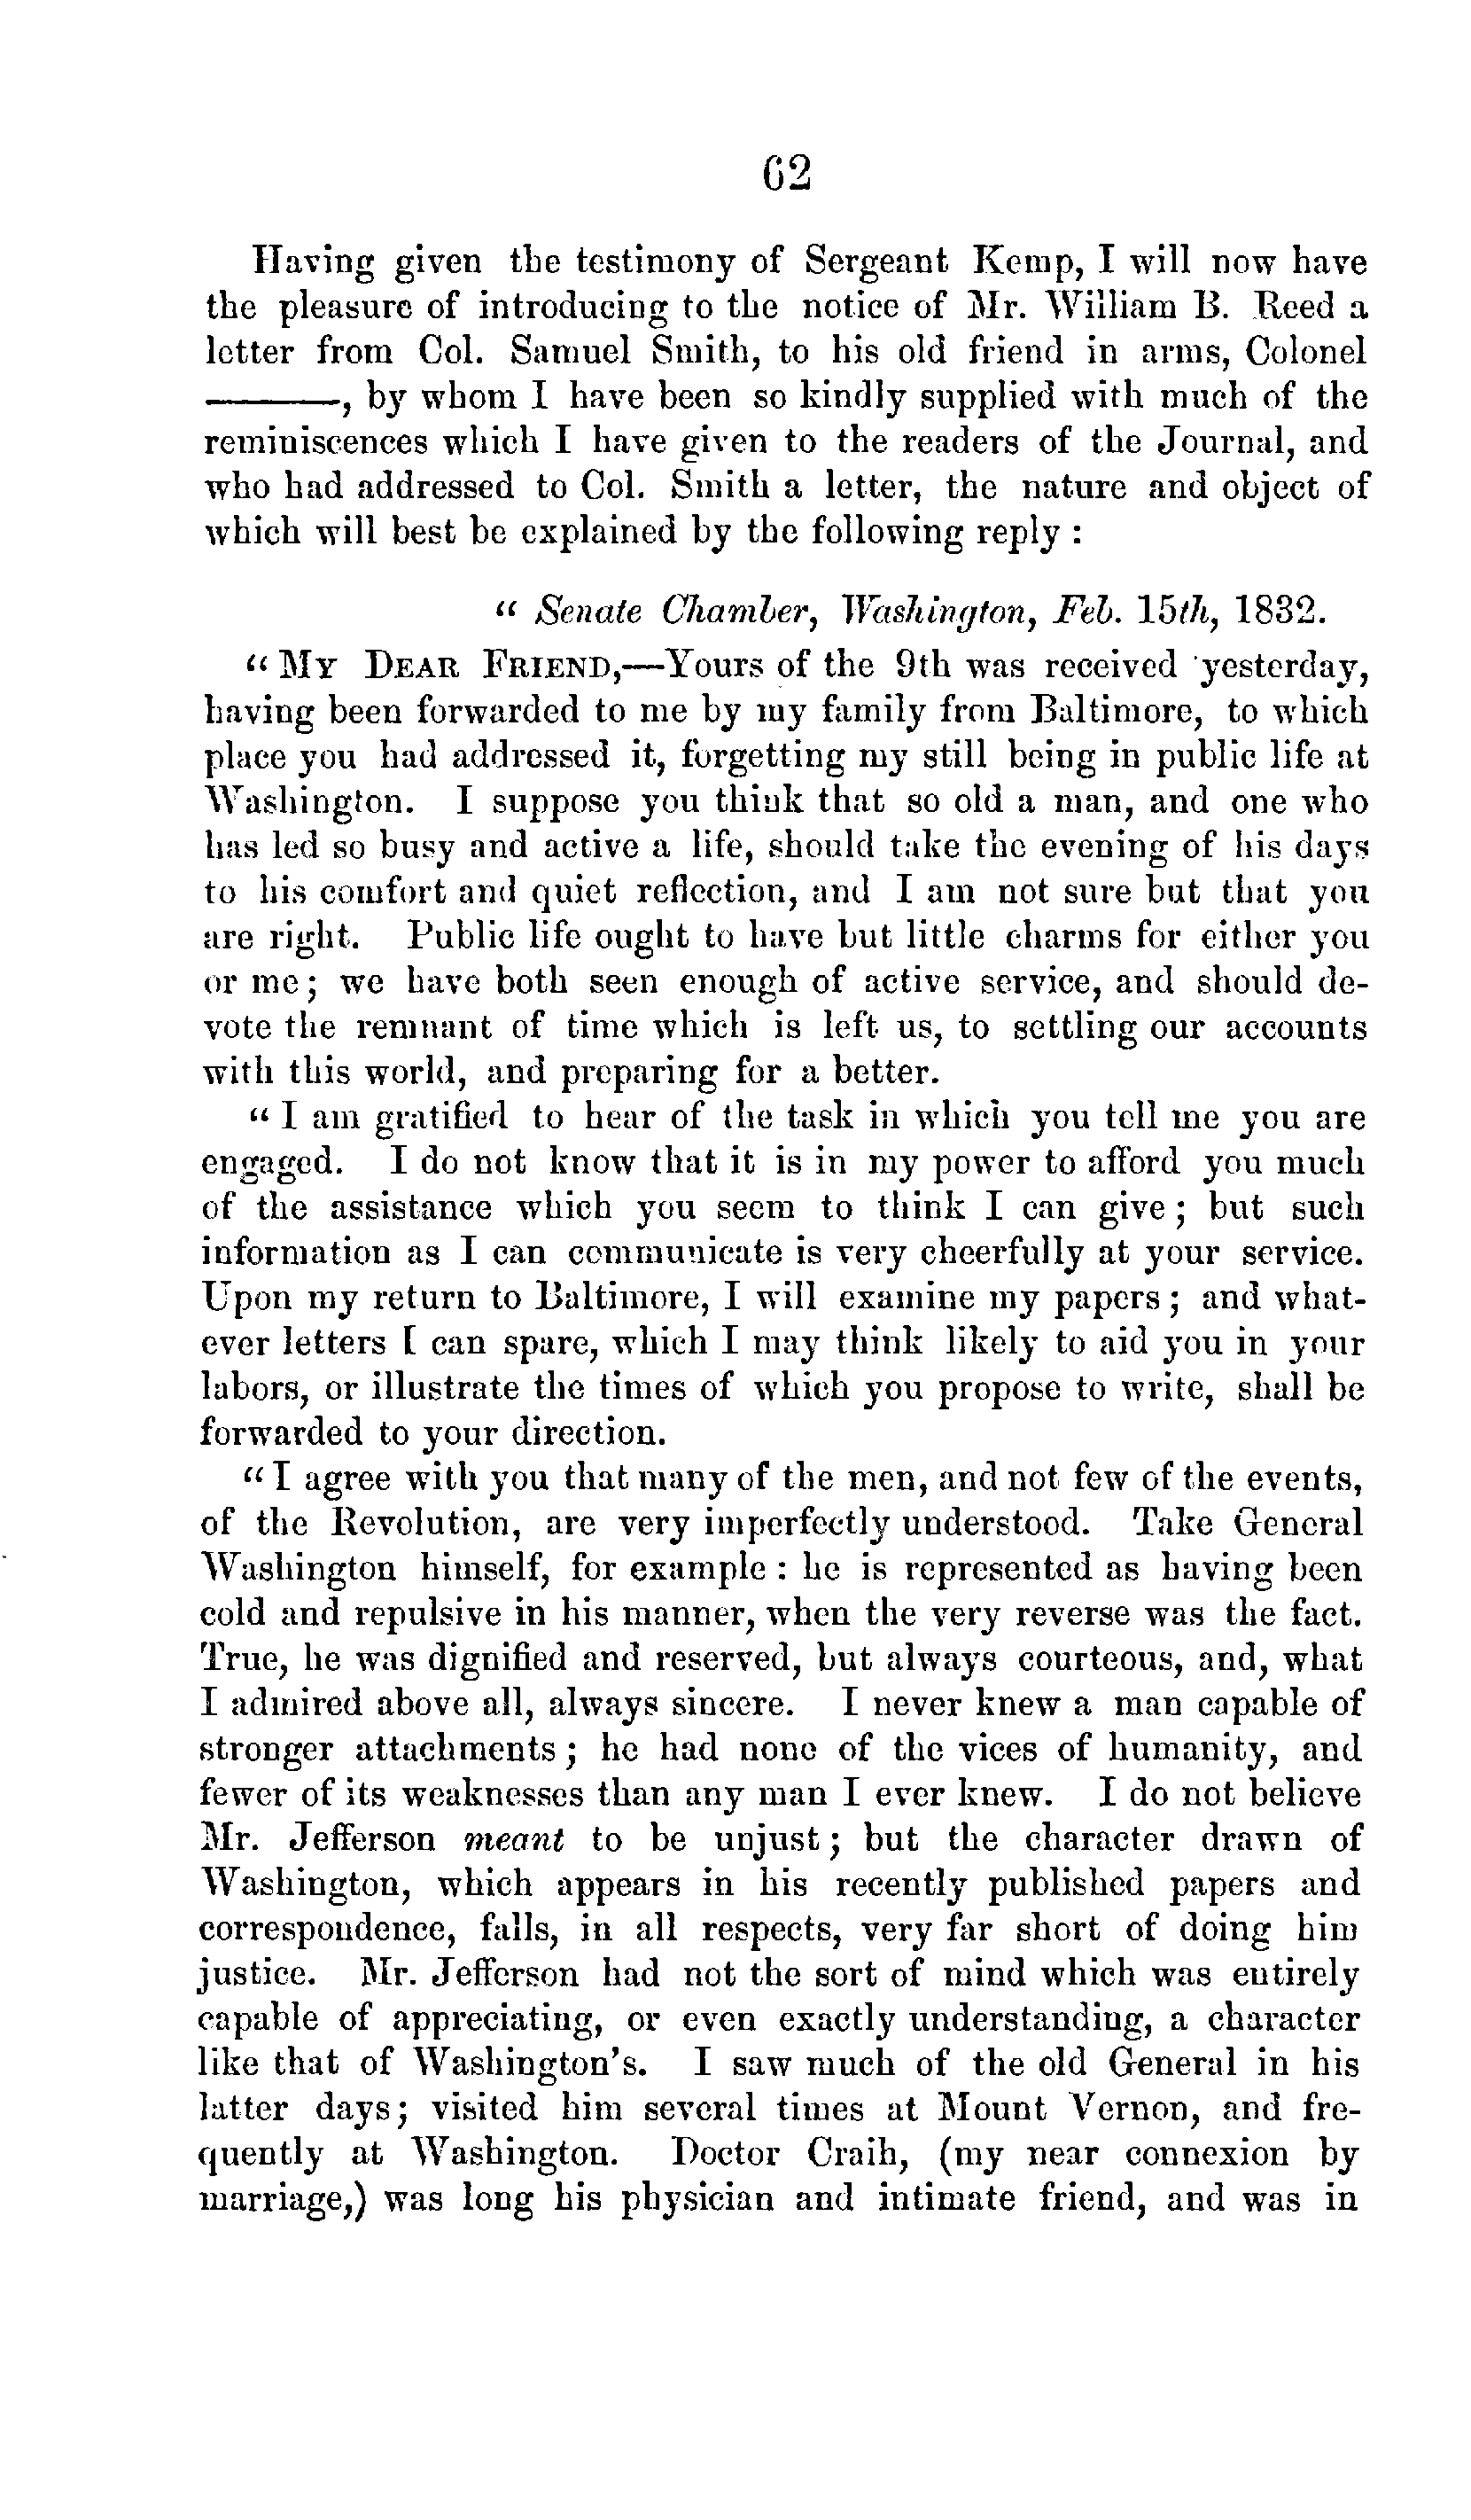 62
Having given the testimony of Sergeant Kemp, I will now have
the pleasure of introducing to the notice of Mr. William B. Reed a
letter from Col. Samuel Smith, to his old friend in arms, Colonel
———, by whom I have been so kindly supplied with much of the
reminiscences which I have given to the readers of the Journal, and
who had addressed to Col. Smith a letter, the nature and object of
which will best be explained by the following reply :
" Senate Chamber, Washington, Feb. 15th, 1832.
" MY DEAR FRIEND,—Yours of the 9th was received yesterday,
having been forwarded to me by my family from Baltimore, to which
place you had addressed it, forgetting my still being in public life at
Washington. I suppose you think that so old a man, and one who
has led so busy and active a life, should take the evening of his days
to his comfort and quiet reflection, and I am not sure but that you
are right. Public life ought to have but little charms for either you
or me; we have both seen enough of active service, and should de-
vote the remnant of time which is left us, to settling our accounts
with this world, and preparing for a better.
" I am gratified to hear of the task in which you tell me you are
engaged. I do not know that it is in my power to afford you much
of the assistance which you seem to think I can give ; but such
information as I can communicate is very cheerfully at your service.
Upon my return to Baltimore, I will examine my papers ; and what-
ever letters I can spare, which I may think likely to aid you in your
labors, or illustrate the times of which you propose to write, shall be
forwarded to your direction.
" I agree with you that many of the men, and not few of the events,
of the Revolution, are very imperfectly understood. Take General
Washington himself, for example : he is represented as having been
cold and repulsive in his manner, when the very reverse was the fact.
True, he was dignified and reserved, but always courteous, and, what
I admired above all, always sincere. I never knew a man capable of
stronger attachments ; he had none of the vices of humanity, and
fewer of its weaknesses than any man I ever knew. I do not believe
Mr. Jefferson meant to be unjust ; but the character drawn of
Washington, which appears in his recently published papers and
correspondence, falls, in all respects, very far short of doing him
justice. Mr. Jefferson had not the sort of mind which was entirely
capable of appreciating, or even exactly understanding, a character
like that of Washington's. I saw much of the old General in his
latter days; visited him several times at Mount Vernon, and fre-
quently at Washington. Doctor Craih, (my near connexion by
marriage,) was long his physician and intimate friend, and was in